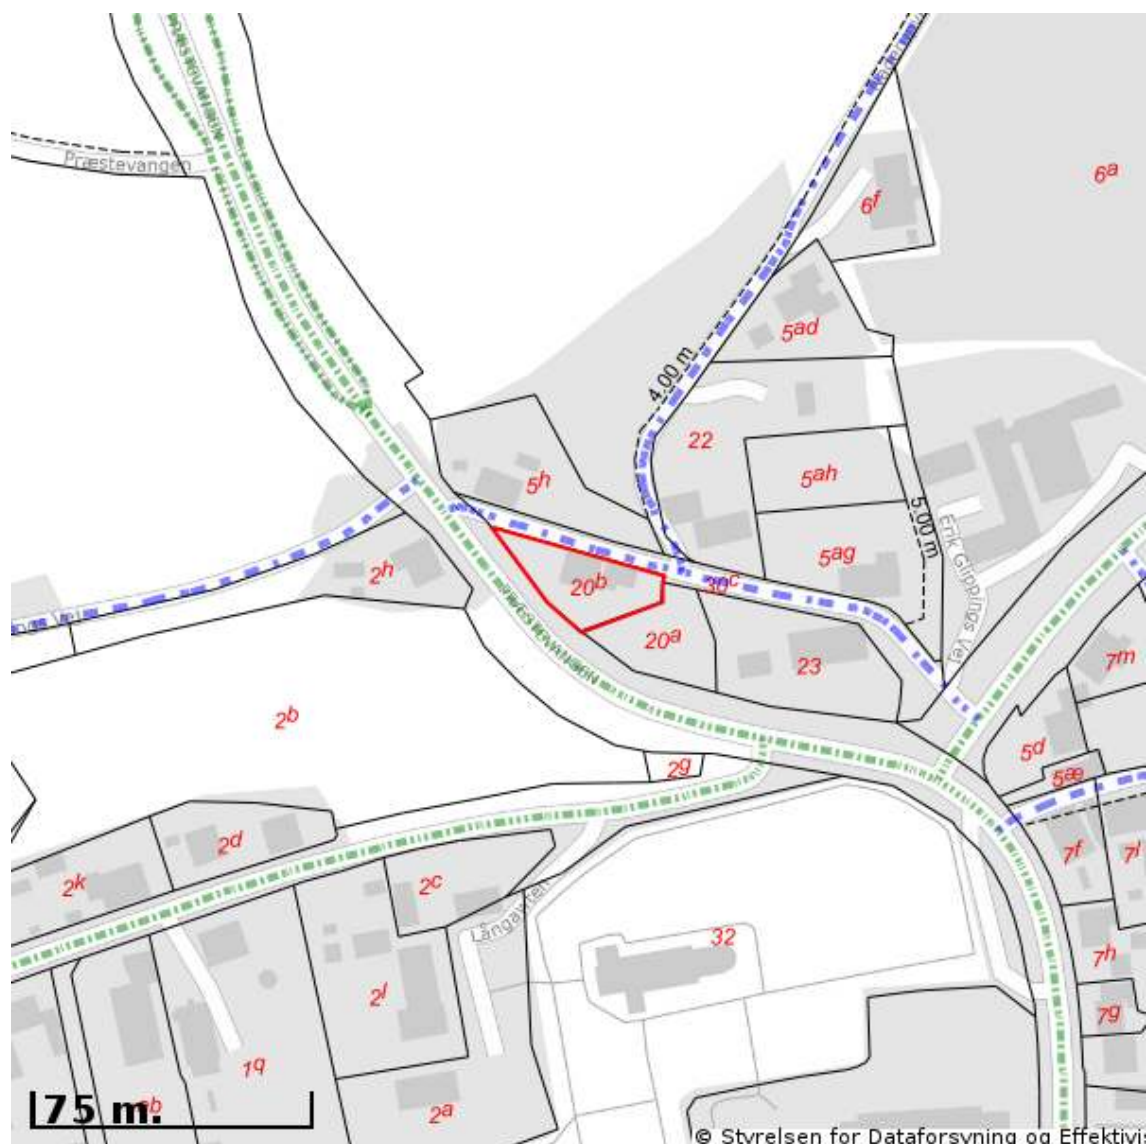 Præstevangen
6a
6f
5ad
4.00 m
22
5ah
5h
5.00 m
5ag
Erik Glippings Vej
2h
20b
30c
20a
23
7m
2b
2g
5d
5æ
2d
2k
2c
7f
7l
Långawten
32
7h
2l
7g
1q
2a
75 m.
© Styrelsen for Dataforsyning og Effektivi